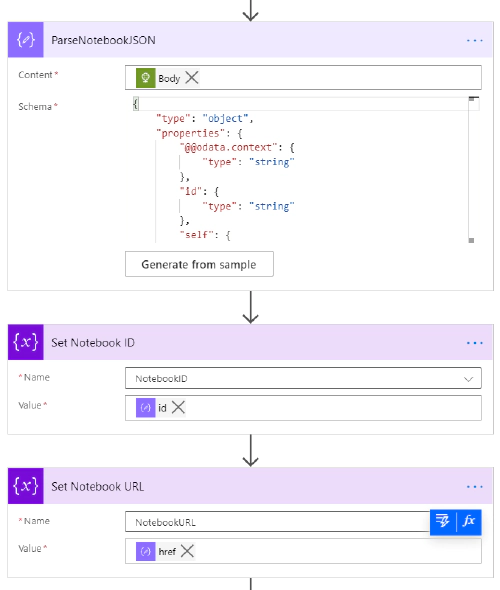 ParseNotebookJSON
Content *
Body
Schema *
{
"type": "object",
"properties": {
"@@odata.context": {
"type": "string"
},
"id": {
"type": "string"
},
"self": {
Generate from sample
{x} Set Notebook ID
* Name
NotebookID
Value *
id
{x} Set Notebook URL
* Name
NotebookURL
fx
Value *
href